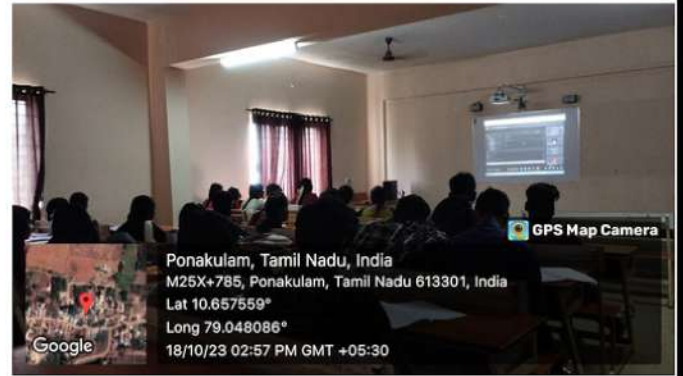 GPS Map Camera
Ponakulam, Tamil Nadu, India
M25X+785, Ponakulam, Tamil Nadu 613301, India
Lat 10.657559°
Long 79.048086°
18/10/23 02:57 PM GMT +05:30
Google